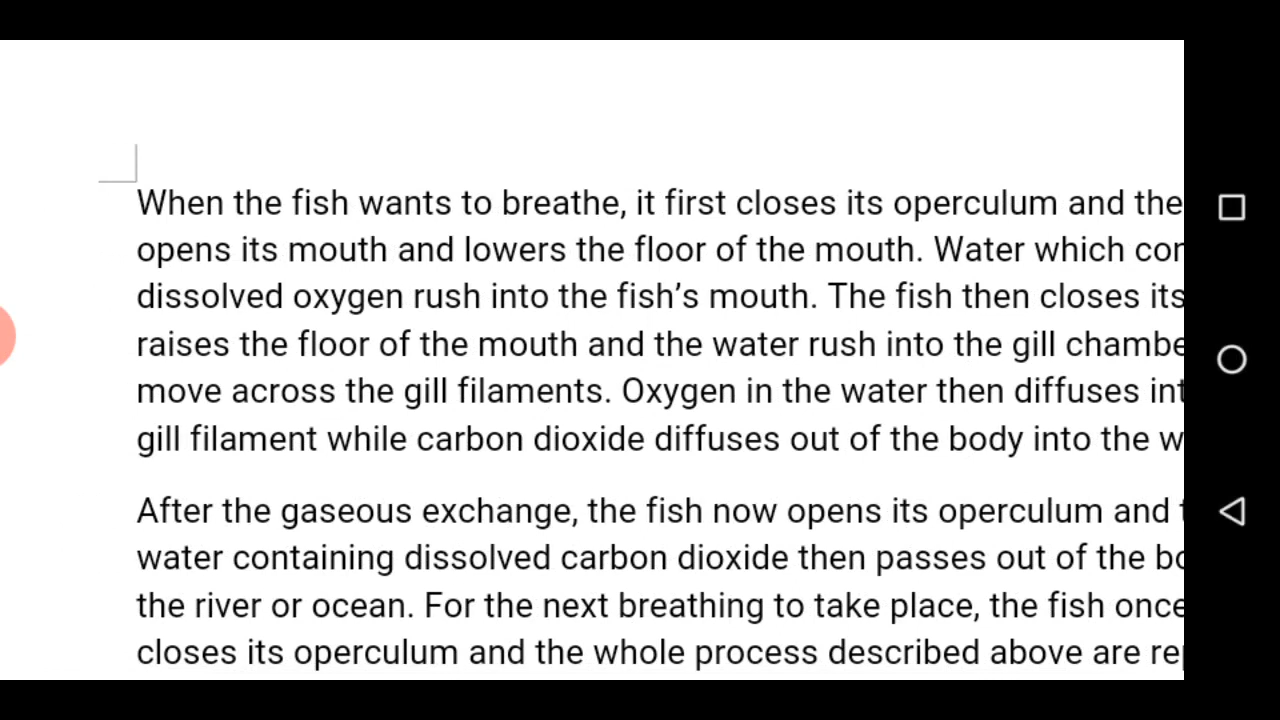 When the fish wants to breathe, it first closes its operculum and the
opens its mouth and lowers the floor of the mouth. Water which
dissolved oxygen rush into the fish’s mouth. The fish then closes its
raises the floor of the mouth and the water rush into the gill
move across the gill filaments. Oxygen in the water then diffuses
gill filament while carbon dioxide diffuses out of the body into the
After the gaseous exchange, the fish now opens its operculum and
water containing dissolved carbon dioxide then passes out of the
the river or ocean. For the next breathing to take place, the fish once
closes its operculum and the whole process described above are